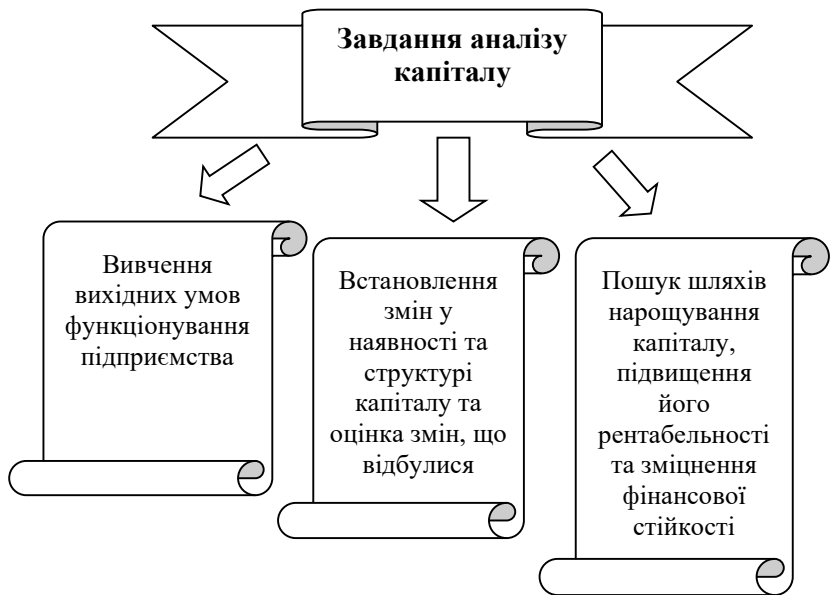 Завдання аналізу
капіталу
Вивчення
вихідних умов
функціонування
підприємства
Встановлення
змін у
наявності та
структурі
капіталу та
оцінка змін, що
відбулися
Пошук шляхів
нарощування
капіталу,
підвищення
його
рентабельності
та зміцнення
фінансової
стійкості